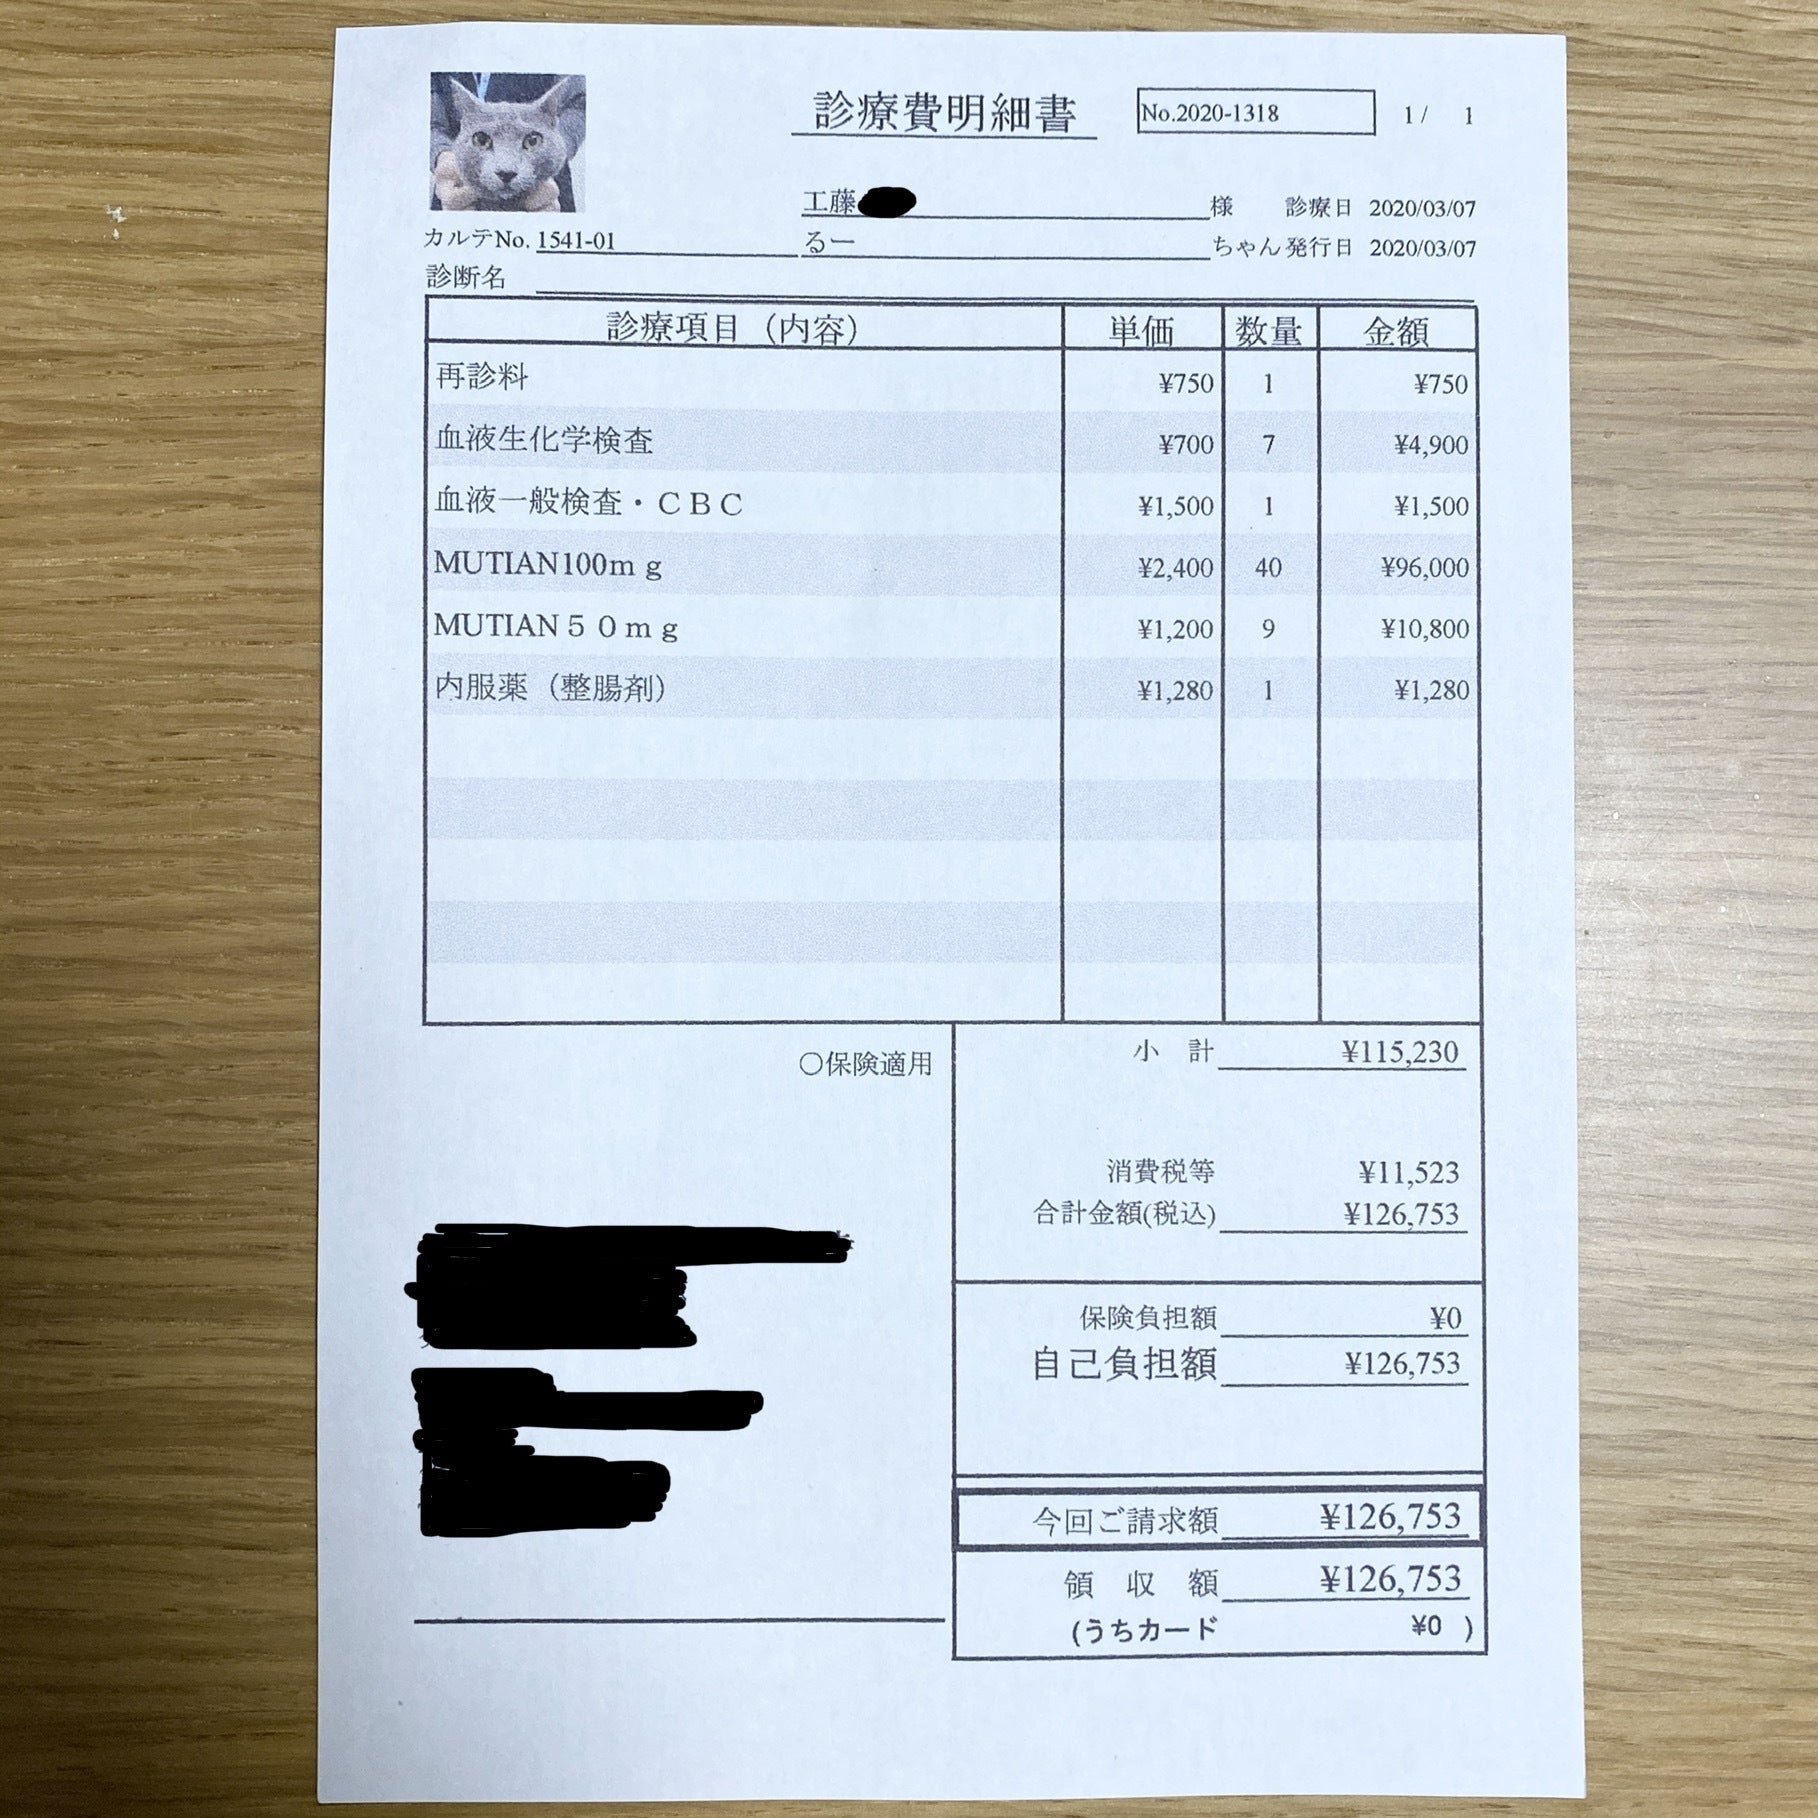 診療費明細書 No.2020-1318 1/ 1
工藤 様 診療日 2020/03/07
カルテNo. 1541-01 るー ちゃん 発行日 2020/03/07
診断名
診療項目（内容） 単価 数量 金額
再診料 ¥750 1 ¥750
血液生化学検査 ¥700 7 ¥4,900
血液一般検査・ＣＢＣ ¥1,500 1 ¥1,500
MUTIAN100ｍｇ ¥2,400 40 ¥96,000
MUTIAN５０ｍｇ ¥1,200 9 ¥10,800
内服薬（整腸剤） ¥1,280 1 ¥1,280
○保険適用 小　計 ¥115,230
消費税等 ¥11,523
合計金額(税込) ¥126,753
保険負担額 ¥0
自己負担額 ¥126,753
今回ご請求額 ¥126,753
領　収　額 ¥126,753
(うちカード ¥0 )